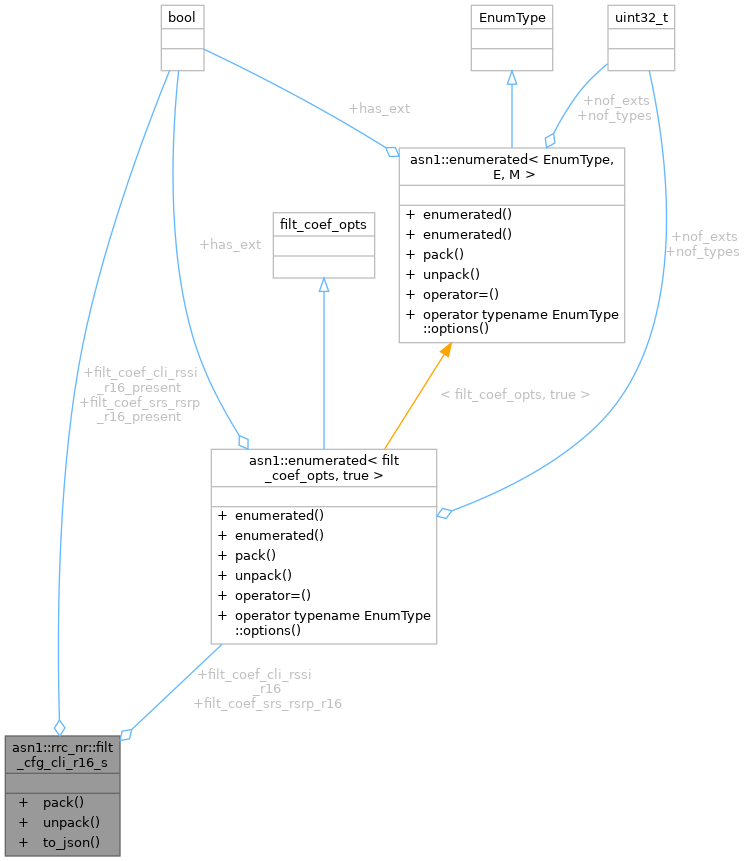 bool
EnumType
uint32_t
+has_ext
+nof_exts
+nof_types
asn1::enumerated< EnumType,
E, M >
+ enumerated()
+ enumerated()
+ pack()
+ unpack()
+ operator=()
+ operator typename EnumType
::options()
filt_coef_opts
+has_ext
+nof_exts
+nof_types
+filt_coef_cli_rssi
_r16_present
+filt_coef_srs_rsrp
_r16_present
< filt_coef_opts, true >
asn1::enumerated< filt
_coef_opts, true >
+ enumerated()
+ enumerated()
+ pack()
+ unpack()
+ operator=()
+ operator typename EnumType
::options()
+filt_coef_cli_rssi
_r16
+filt_coef_srs_rsrp_r16
asn1::rrc_nr::filt
_cfg_cli_r16_s
+ pack()
+ unpack()
+ to_json()